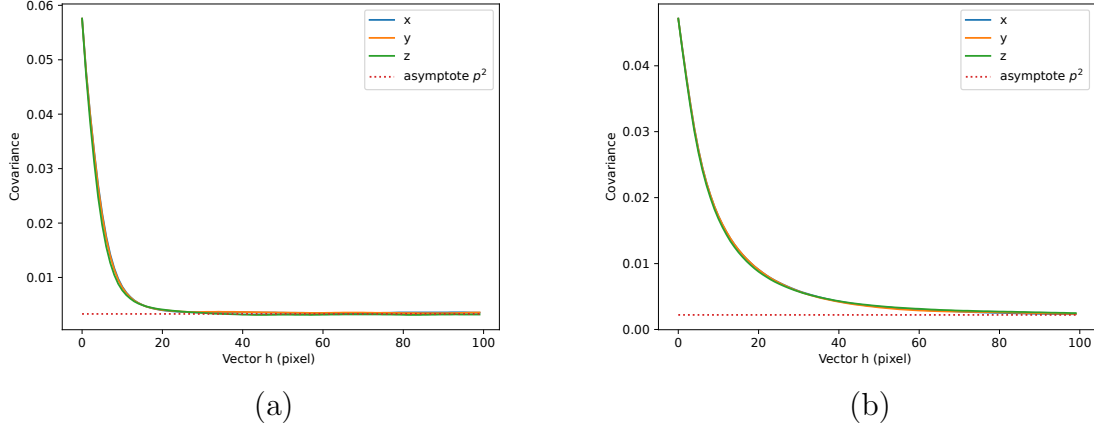 0.06
0.05
0.04
0.03
0.02
0.01
Covariance
0 20 40 60 80 100
Vector h (pixel)
x
y
z
asymptote p²
(a)
0.04
0.03
0.02
0.01
0.00
Covariance
0 20 40 60 80 100
Vector h (pixel)
x
y
z
asymptote p²
(b)